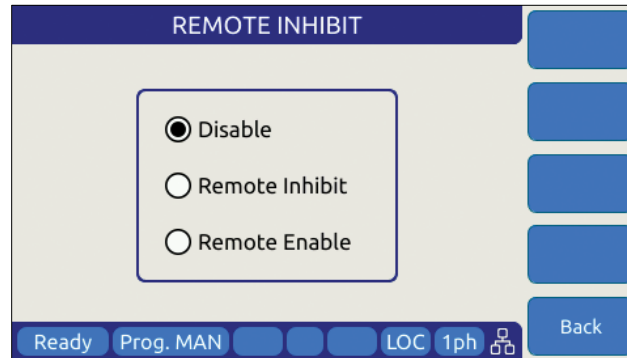 REMOTE INHIBIT
Disable
Remote Inhibit
Remote Enable
Back
Ready Prog. MAN LOC 1ph